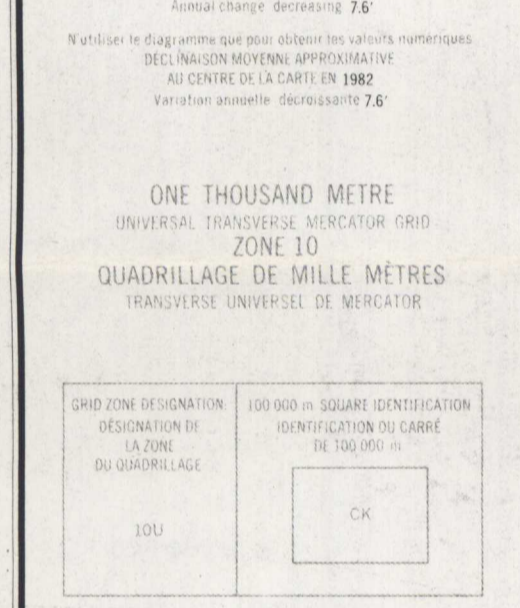 Annual change decreasing 7.6'
N'utiliser le diagramme que pour obtenir les valeurs numériques
DÉCLINAISON MOYENNE APPROXIMATIVE
AU CENTRE DE LA CARTE EN 1982
Variation annuelle décroissante 7.6'
ONE THOUSAND METRE
UNIVERSAL TRANSVERSE MERCATOR GRID
ZONE 10
QUADRILLAGE DE MILLE MÈTRES
TRANSVERSE UNIVERSEL DE MERCATOR
GRID ZONE DESIGNATION
DÉSIGNATION DE
LA ZONE
DU QUADRILLAGE
10U
100 000 m SQUARE IDENTIFICATION
IDENTIFICATION DU CARRÉ
DE 100 000 m
CK